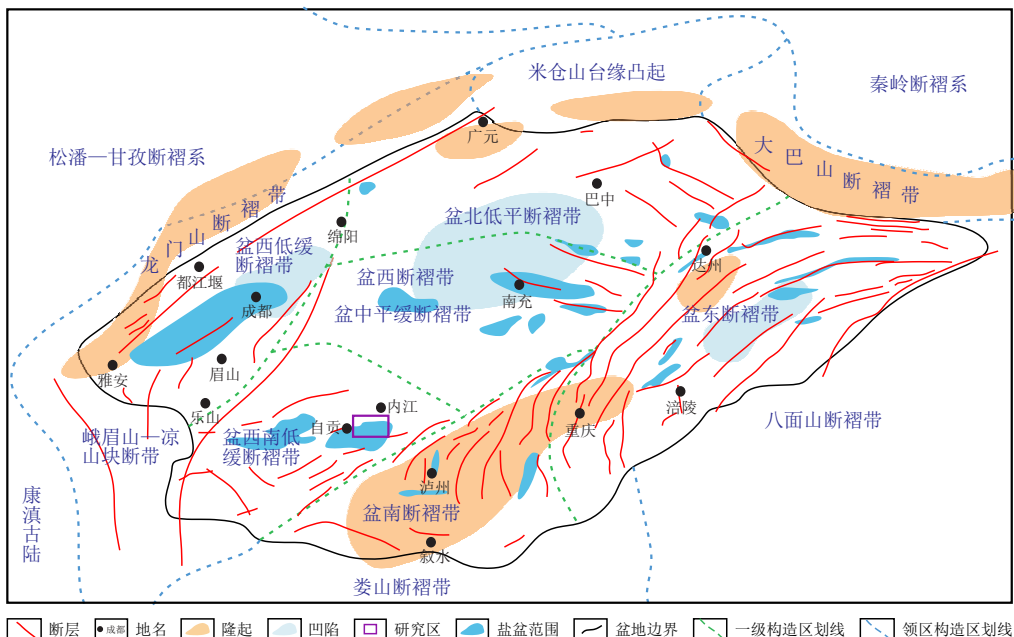 米仓山台缘凸起
秦岭断褶系
松潘—甘孜断褶系
广元
大巴山断褶带
龙门山断褶带
巴中
盆北低平断褶带
绵阳
盆西低缓
断褶带
都江堰
成都
盆西断褶带
南充
盆中平缓断褶带
达州
盆东断褶带
雅安
眉山
乐山
内江
自贡
涪陵
重庆
八面山断褶带
峨眉山—凉
山块断带
盆西南低
缓断褶带
泸州
盆南断褶带
康滇古陆
叙水
娄山断褶带
断层
成都
地名
隆起
凹陷
研究区
盐盆范围
盆地边界
一级构造区划线
领区构造区划线